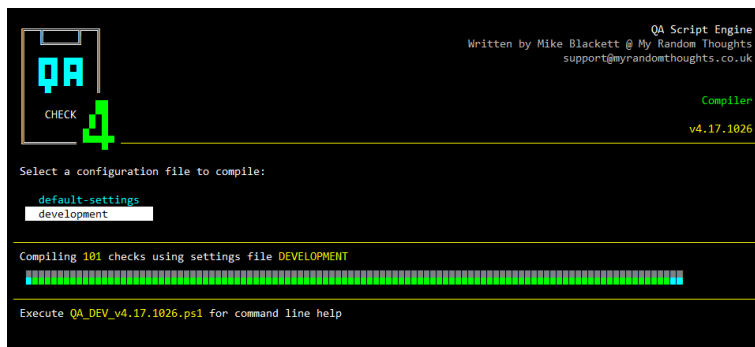 QA Script Engine
Written by Mike Blackett @ My Random Thoughts
support@myrandomthoughts.co.uk
QA
CHECK
4
Compiler
v4.17.1026
Select a configuration file to compile:
default-settings
development
Compiling 101 checks using settings file DEVELOPMENT
Execute QA_DEV_v4.17.1026.ps1 for command line help